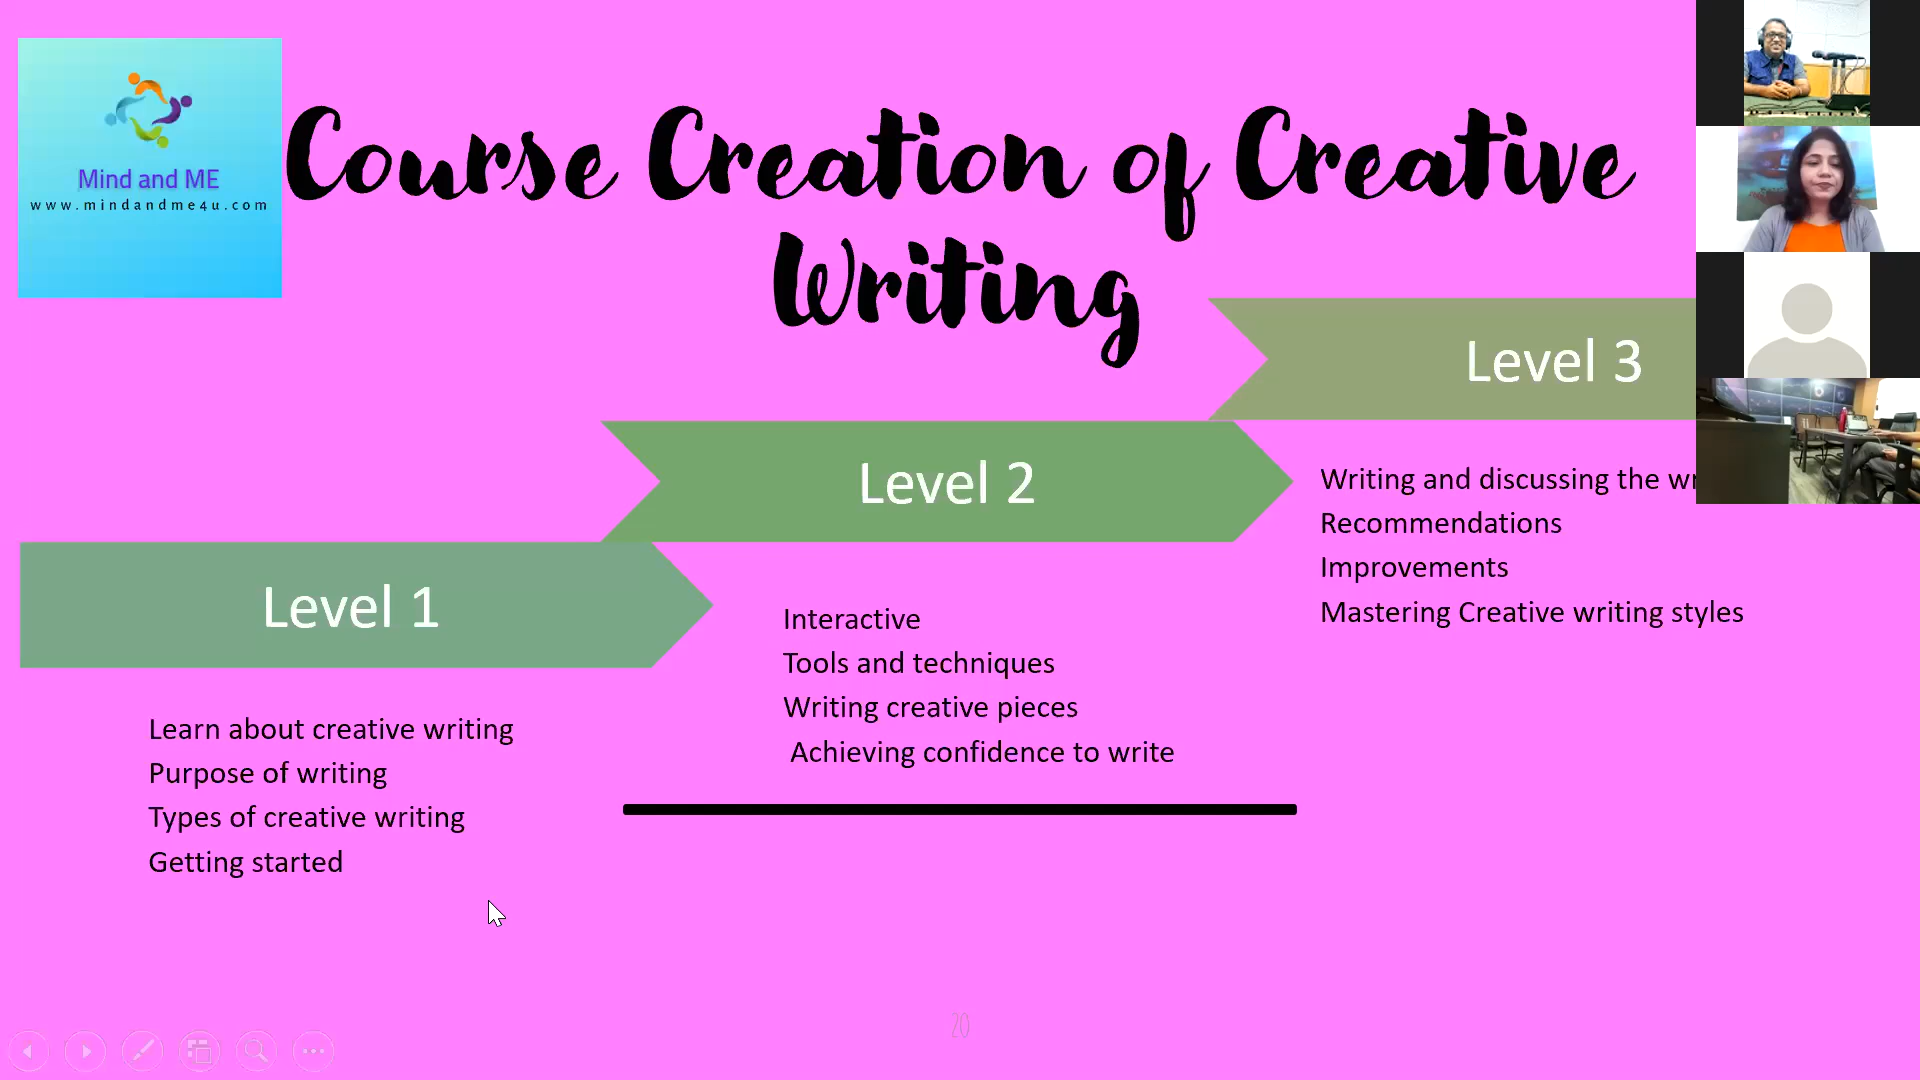 Mind and ME
www.mindandme4u.com
Course Creation of Creative
Writing
Level 1
Learn about creative writing
Purpose of writing
Types of creative writing
Getting started
Level 2
Interactive
Tools and techniques
Writing creative pieces
Achieving confidence to write
Level 3
Writing and discussing the
Recommendations
Improvements
Mastering Creative writing styles
20